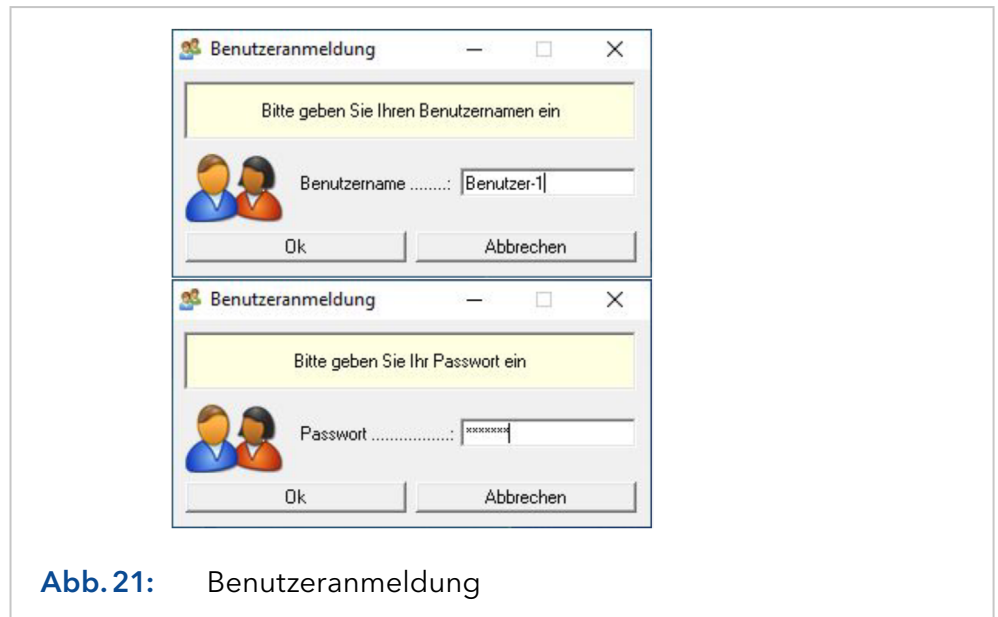 Benutzeranmeldung
Bitte geben Sie Ihren Benutzernamen ein
Benutzername ........: Benutzer-1
Ok Abbrechen
Benutzeranmeldung
Bitte geben Sie Ihr Passwort ein
Passwort .................: *******
Ok Abbrechen
Abb. 21: Benutzeranmeldung